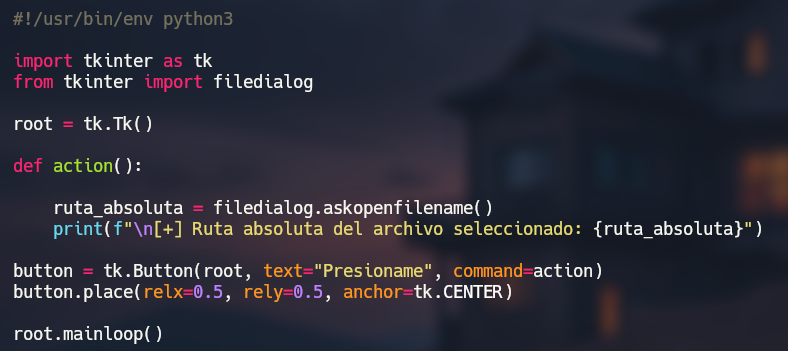 #!/usr/bin/env python3
import tkinter as tk
from tkinter import filedialog
root = tk.Tk()
def action():
ruta_absoluta = filedialog.askopenfilename()
print(f"\n[+] Ruta absoluta del archivo seleccionado: {ruta_absoluta}")
button = tk.Button(root, text="Presioname", command=action)
button.place(relx=0.5, rely=0.5, anchor=tk.CENTER)
root.mainloop()